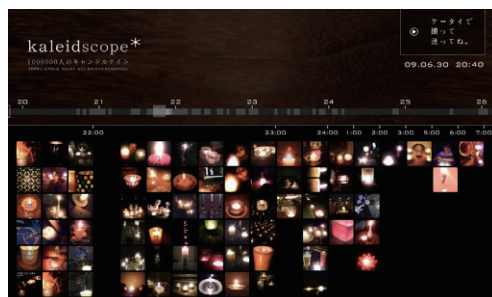 kaleidscope*
1000000人のキャンドルナイト
ケータイで
撮って
送ってね。
09.06.30 20:40
20 21 22 23 24 25 26
22:00 23:00 24:00 1:00 2:00 3:00 5:00 6:00 7:00